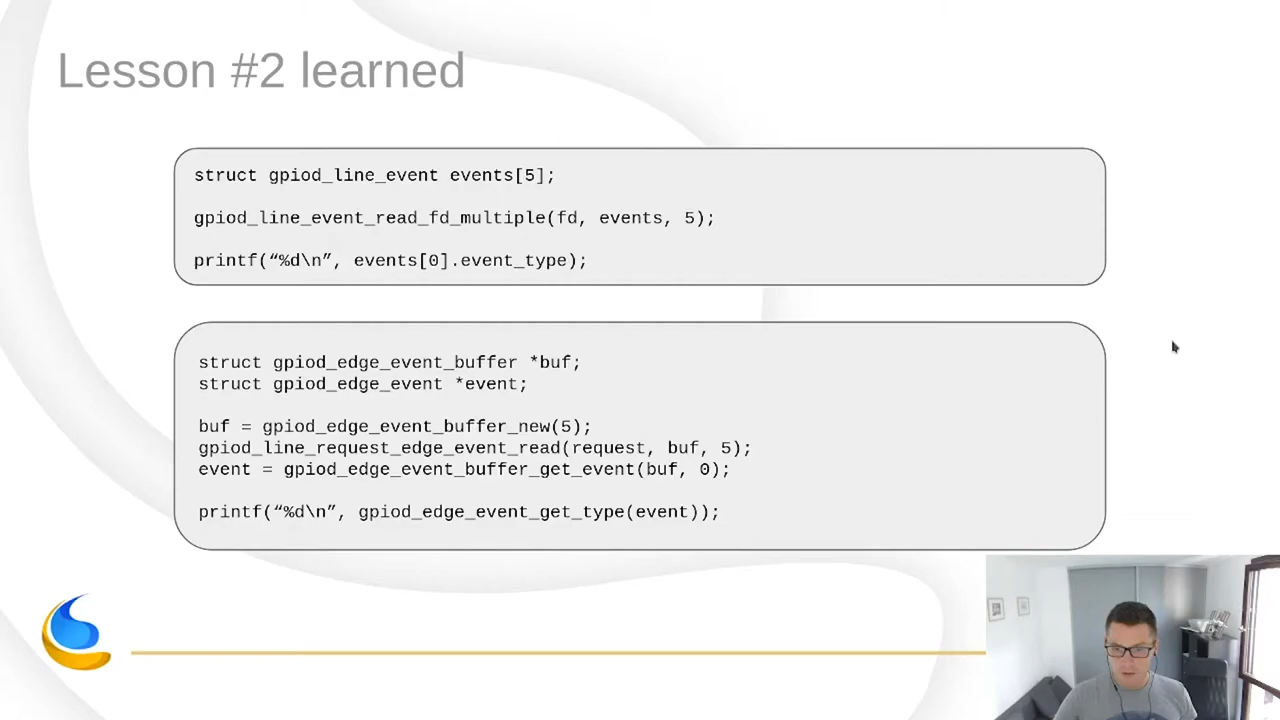 Lesson #2 learned
struct gpiod_line_event events[5];
gpiod_line_event_read_fd_multiple(fd, events, 5);
printf(“%d\n”, events[0].event_type);
struct gpiod_edge_event_buffer *buf;
struct gpiod_edge_event *event;
buf = gpiod_edge_event_buffer_new(5);
gpiod_line_request_edge_event_read(request, buf, 5);
event = gpiod_edge_event_buffer_get_event(buf, 0);
printf(“%d\n”, gpiod_edge_event_get_type(event));